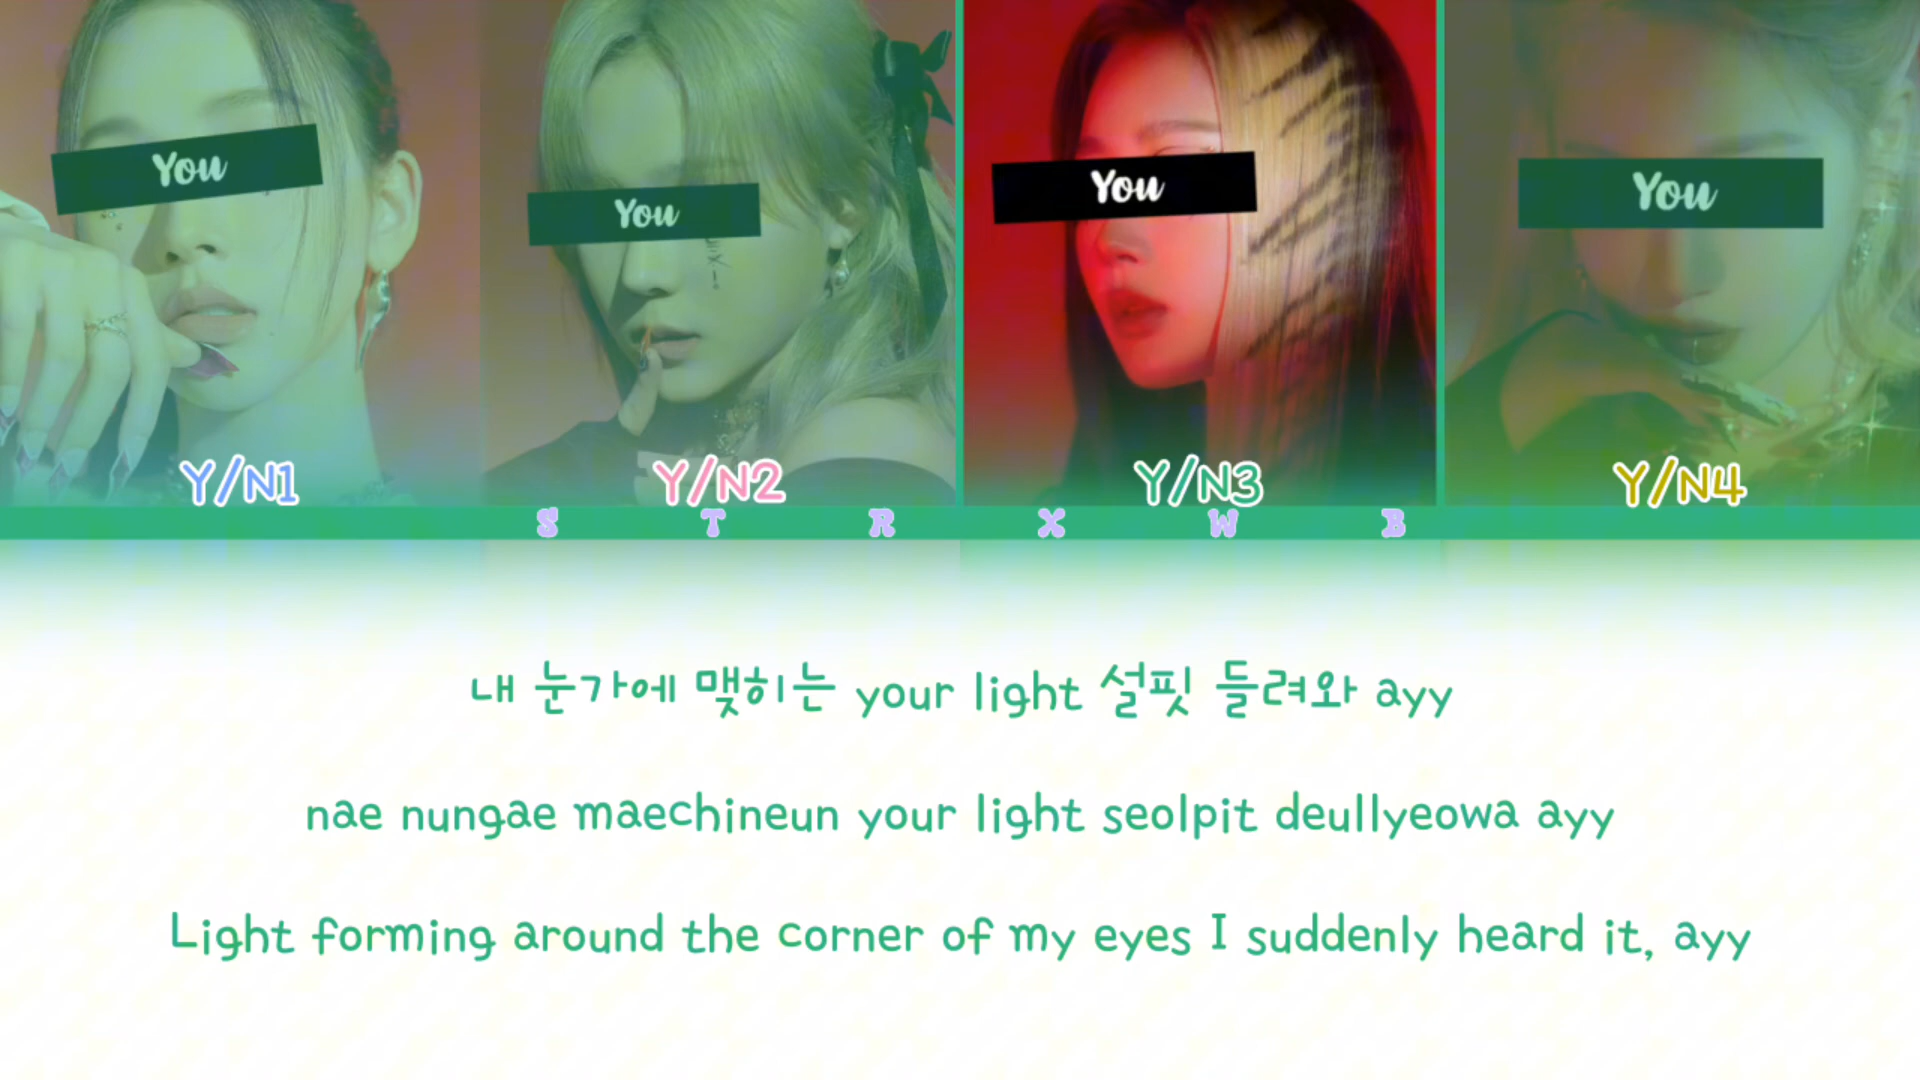 You You You You
Y/N1 Y/N2 Y/N3 Y/N4
S T R X W B
내 눈가에 맺히는 your light 설핏 들려와 ayy
nae nungae maechineun your light seolpit deullyeowa ayy
Light forming around the corner of my eyes I suddenly heard it, ayy